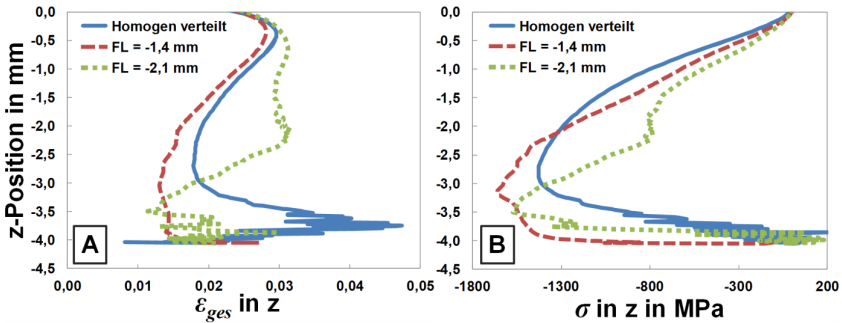 0,0
-0,5
-1,0
-1,5
-2,0
-2,5
-3,0
-3,5
-4,0
-4,5
z-Position in mm
Homogen verteilt
FL = -1,4 mm
FL = -2,1 mm
A
0,00 0,01 0,02 0,03 0,04 0,05
εges in z
0,0
-0,5
-1,0
-1,5
-2,0
-2,5
-3,0
-3,5
-4,0
-4,5
Homogen verteilt
FL = -1,4 mm
FL = -2,1 mm
B
-1800 -1300 -800 -300 200
σ in z in MPa